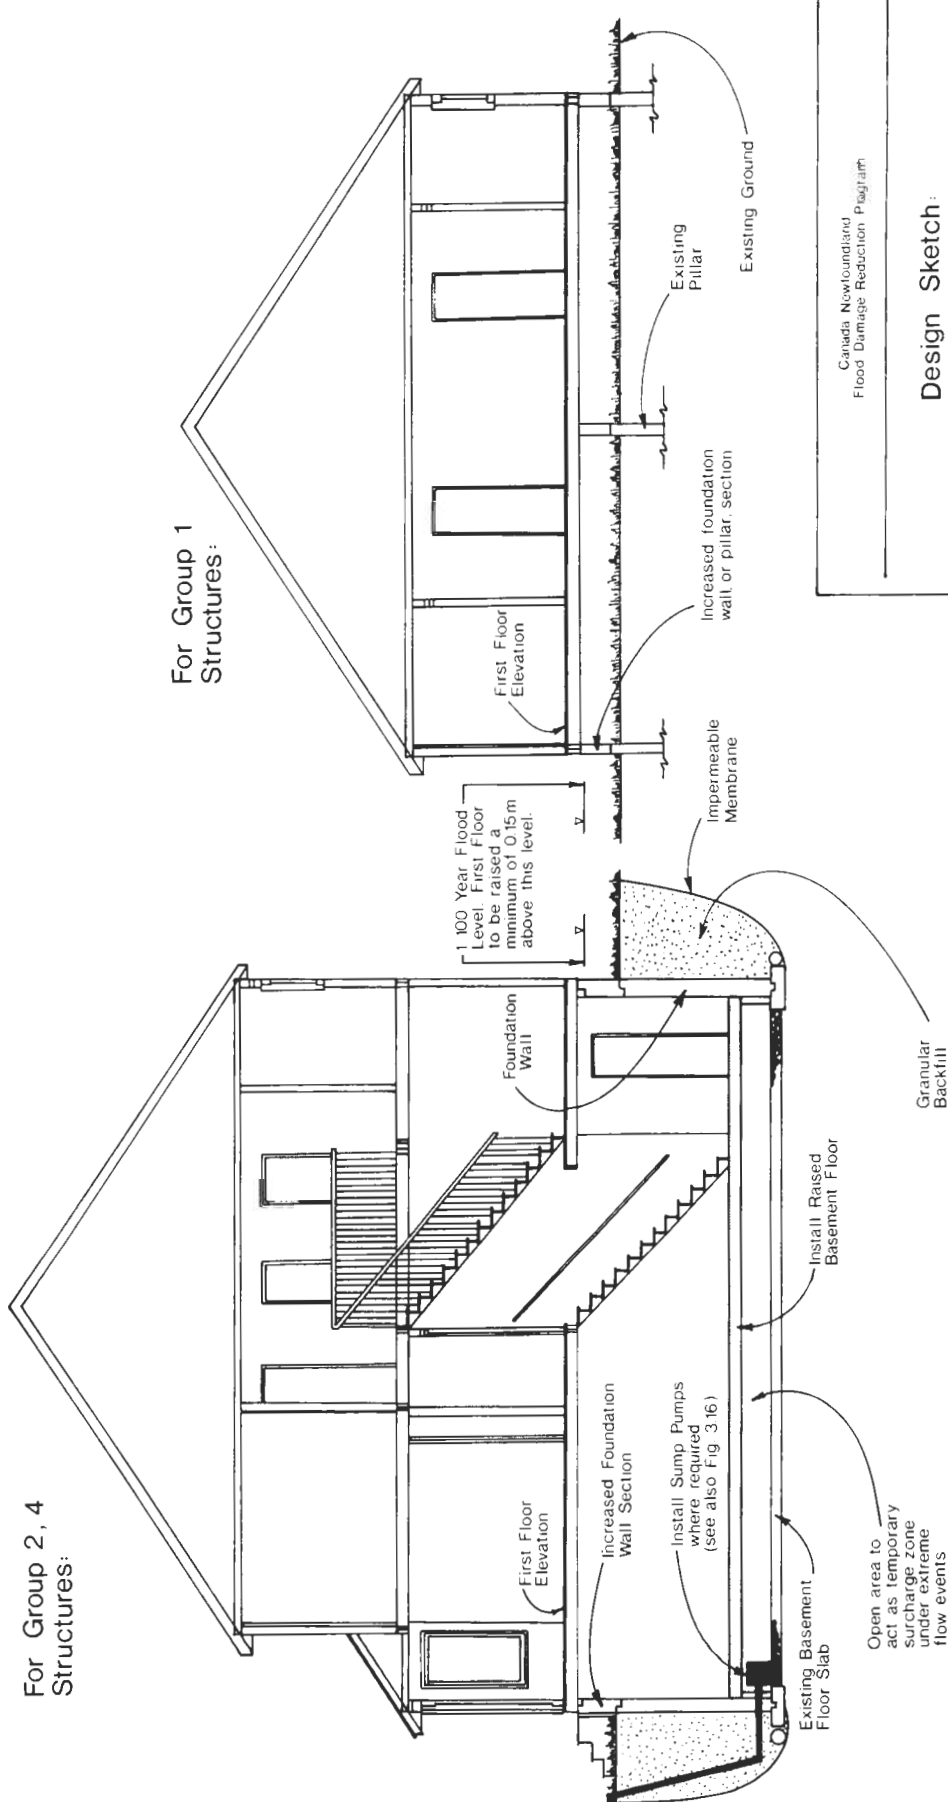 For Group 2, 4
Structures:
For Group 1
Structures:
1 100 Year Flood
Level. First Floor
to be raised a
minimum of 0.15m
above this level.
First Floor
Elevation
Foundation
Wall
First Floor
Elevation
Increased Foundation
Wall Section
Install Sump Pumps
where required
(see also Fig 3.16)
Existing Basement
Floor Slab
Open area to
act as temporary
surcharge zone
under extreme
flow events
Install Raised
Basement Floor
Granular
Backfill
Impermeable
Membrane
Increased foundation
wall or pillar section
Existing
Pillar
Existing Ground
Canada Newfoundland
Flood Damage Reduction Program
Design Sketch: